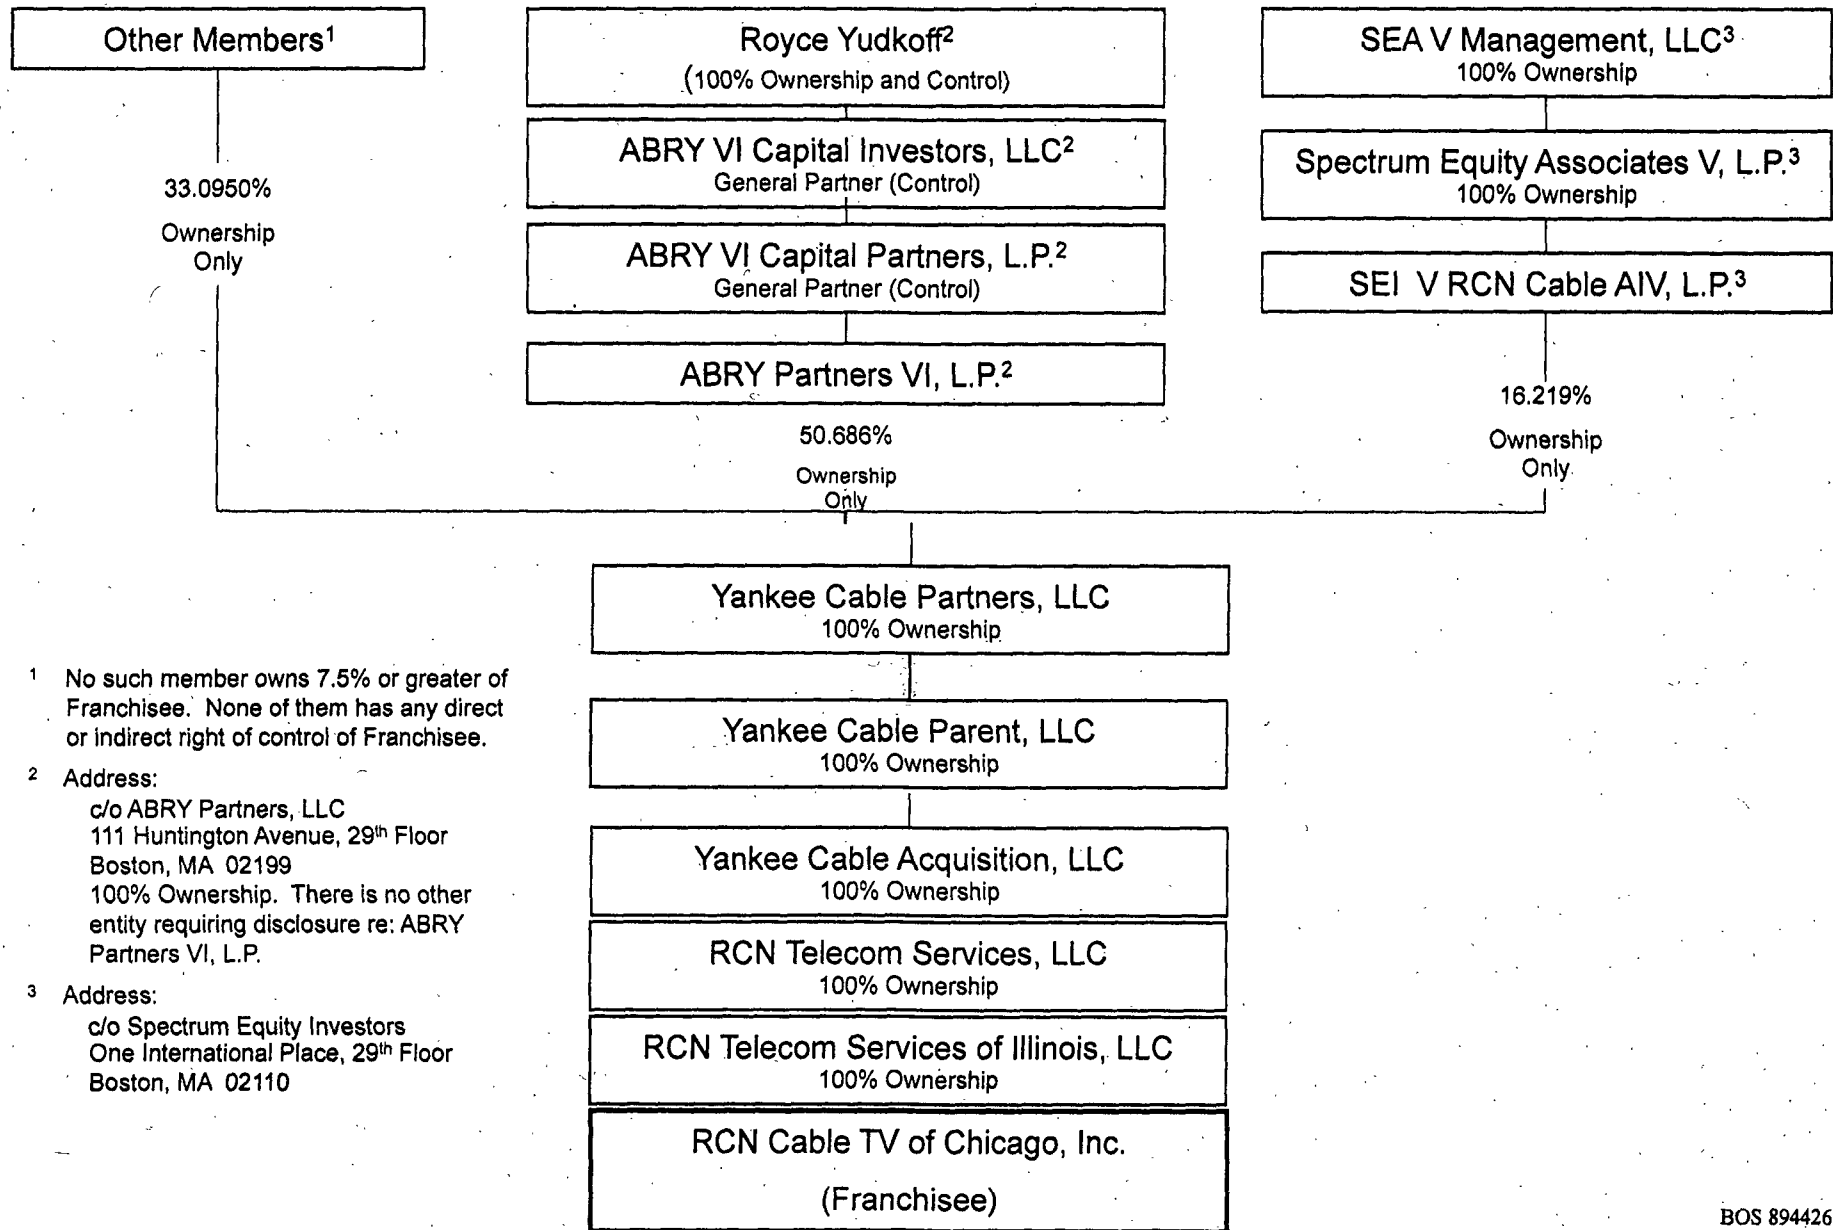 Other Members¹
33.0950%
Ownership
Only
Royce Yudkoff²
(100% Ownership and Control)
ABRY VI Capital Investors, LLC²
General Partner (Control)
ABRY VI Capital Partners, L.P.²
General Partner (Control)
ABRY Partners VI, L.P.²
50.686%
Ownership
Only
SEA V Management, LLC³
100% Ownership
Spectrum Equity Associates V, L.P.³
100% Ownership
SEI V RCN Cable AIV, L.P.³
16.219%
Ownership
Only
Yankee Cable Partners, LLC
100% Ownership
Yankee Cable Parent, LLC
100% Ownership
Yankee Cable Acquisition, LLC
100% Ownership
RCN Telecom Services, LLC
100% Ownership
RCN Telecom Services of Illinois, LLC
100% Ownership
RCN Cable TV of Chicago, Inc.
(Franchisee)
¹ No such member owns 7.5% or greater of
Franchisee. None of them has any direct
or indirect right of control of Franchisee.
² Address:
c/o ABRY Partners, LLC
111 Huntington Avenue, 29th Floor
Boston, MA 02199
100% Ownership. There is no other
entity requiring disclosure re: ABRY
Partners VI, L.P.
³ Address:
c/o Spectrum Equity Investors
One International Place, 29th Floor
Boston, MA 02110
BOS 894426